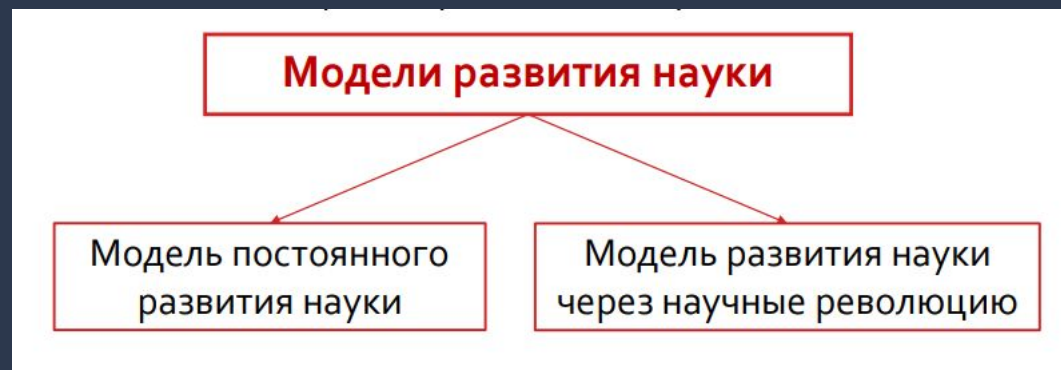 Модели развития науки
Модель постоянного
развития науки
Модель развития науки
через научные революцию